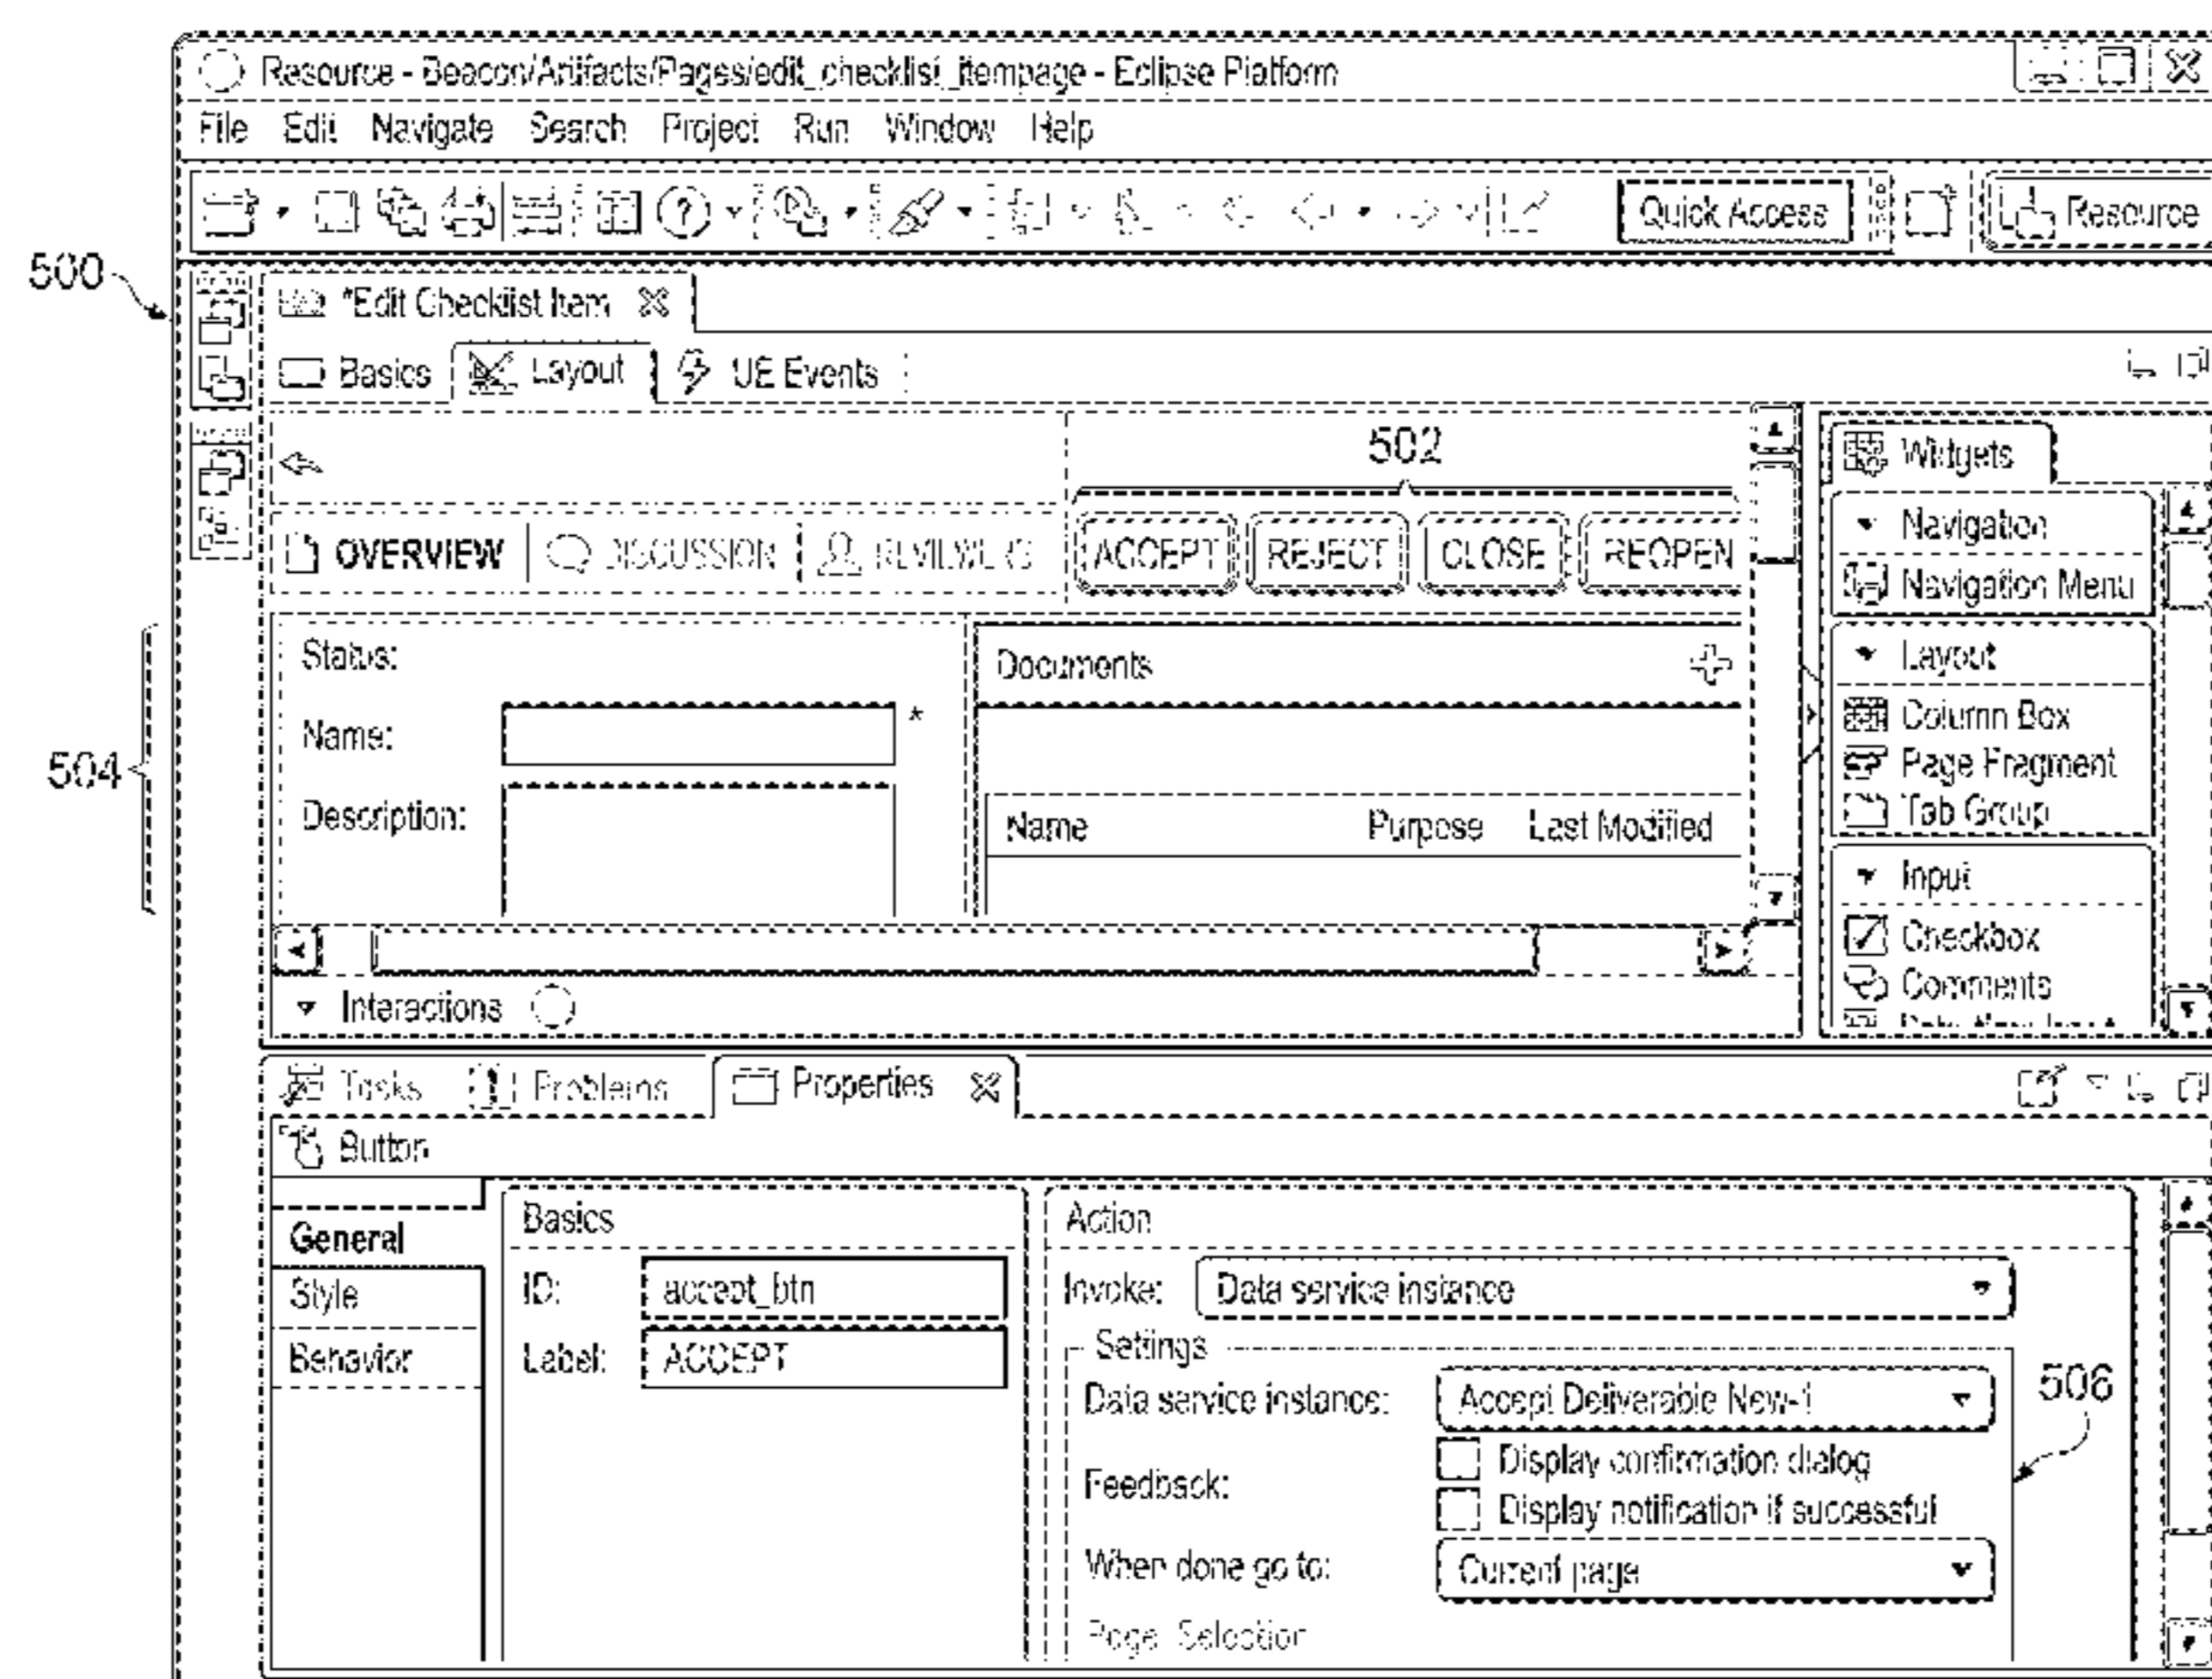 Resource - Beacon/Artifacts/Pages/edit_checklist_itempage - Eclipse Platform
File Edit Navigate Search Project Run Window Help
Quick Access Resource
500
*Edit Checklist Item
Basics Layout UE Events
502
Widgets
OVERVIEW DISCUSSION ACCEPT REJECT CLOSE REOPEN
Navigation
Navigation Menu
Layout
Column Box
Page Fragment
Tab Group
Input
Checkbox
Comments
504
Status:
Name: *
Description:
Documents
Name Purpose Last Modified
Interactions
Tasks Problems Properties
Button
General
Style
Behavior
Basics
ID: accept_btn
Label: ACCEPT
Action
Invoke: Data service instance
Settings
506
Data service instance: Accept Deliverable New-1
Feedback: Display confirmation dialog
Display notification if successful
When done go to: Current page
Page Selection